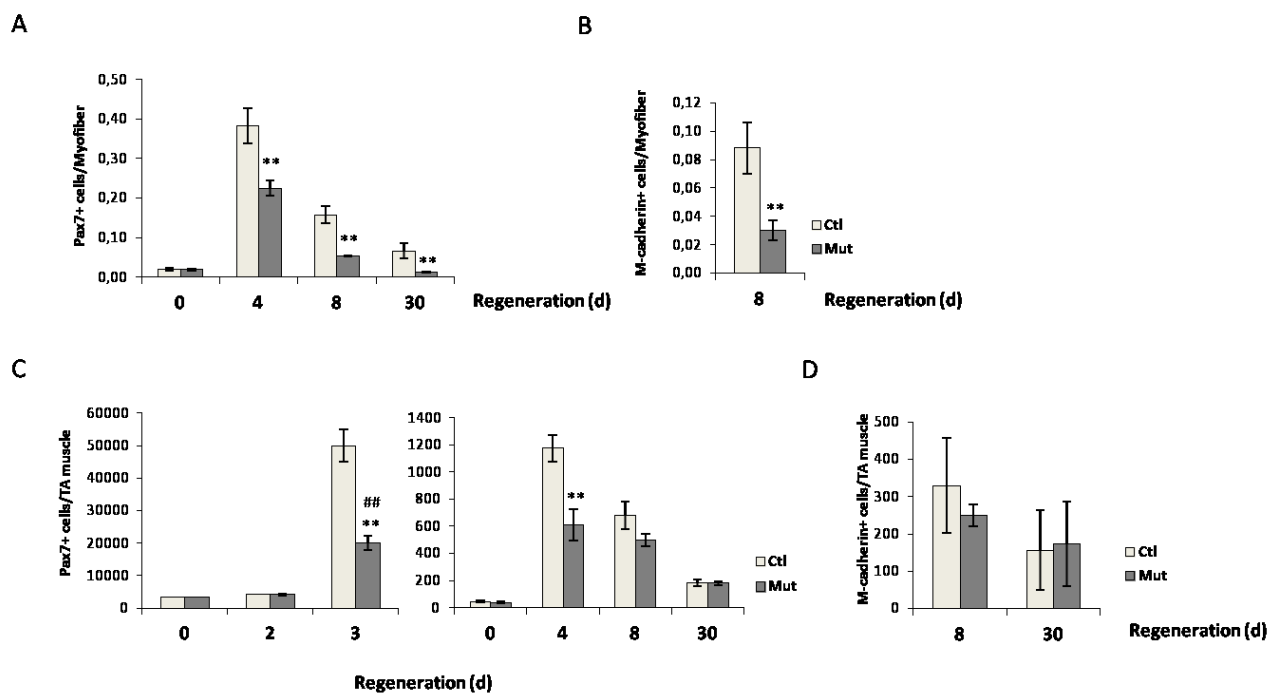 A
B
Pax7+ cells/Myofiber
0,50
0,40
0,30
0,20
0,10
0,00
**
**
**
0 4 8 30
Regeneration (d)
M-cadherin+ cells/Myofiber
0,12
0,10
0,08
0,06
0,04
0,02
0,00
**
Ctl
Mut
8
Regeneration (d)
C
D
Pax7+ cells/TA muscle
60000
50000
40000
30000
20000
10000
0
##
**
0 2 3
1400
1200
1000
800
600
400
200
0
**
Ctl
Mut
0 4 8 30
Regeneration (d)
M-cadherin+ cells/TA muscle
500
400
300
200
100
0
Ctl
Mut
8 30
Regeneration (d)